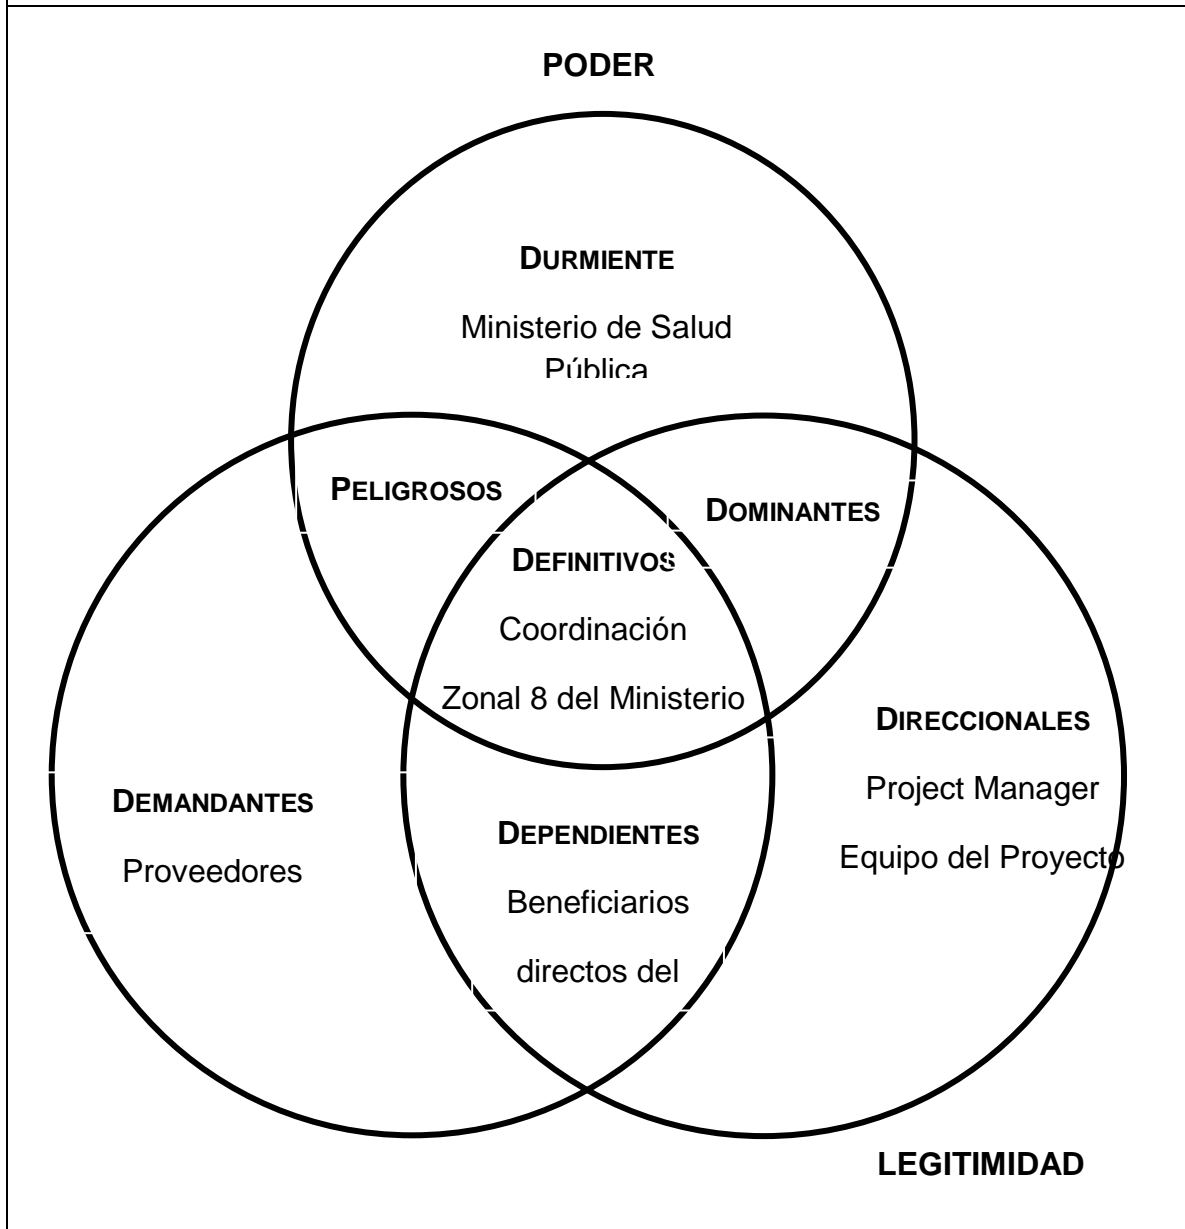 PODER
DURMIENTE
Ministerio de Salud
Pública
PELIGROSOS
DOMINANTES
DEFINITIVOS
Coordinación
Zonal 8 del Ministerio
DIRECCIONALES
Project Manager
Equipo del Proyecto
DEMANDANTES
Proveedores
DEPENDIENTES
Beneficiarios
directos del
LEGITIMIDAD